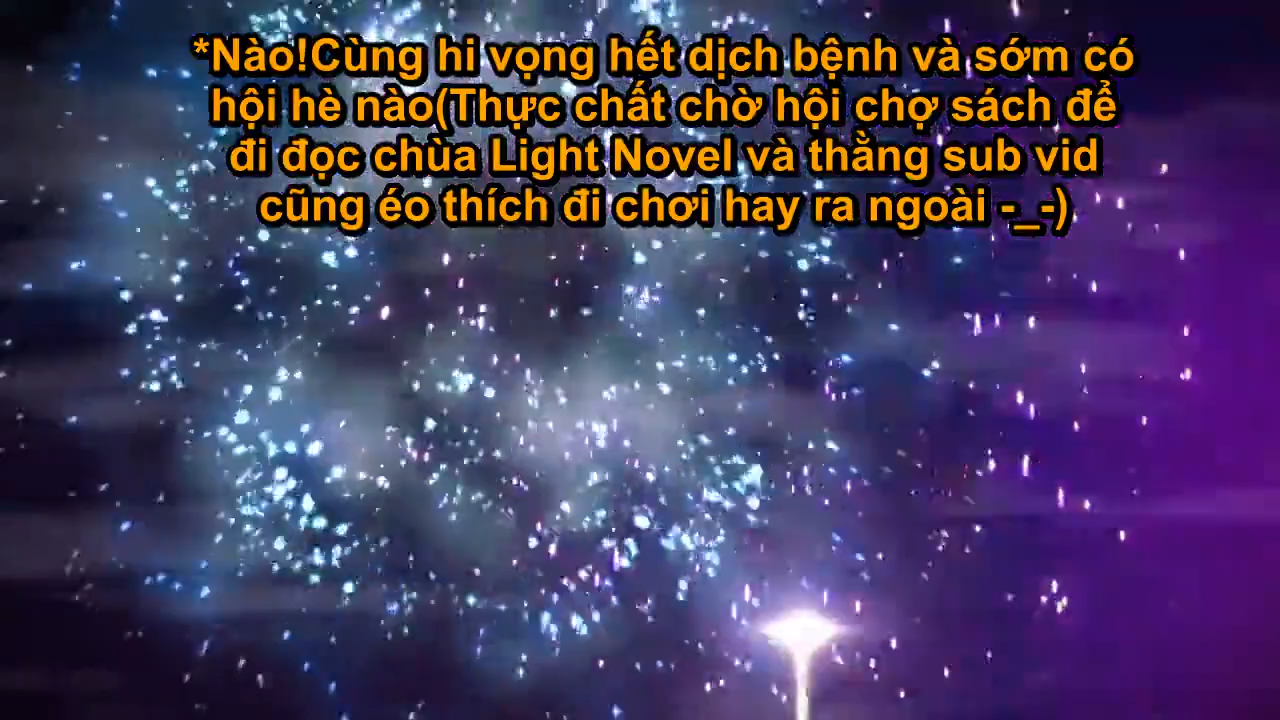 *Nào!Cùng hi vọng hết dịch bệnh và sớm có
hội hè nào(Thực chất chờ hội chợ sách để
đi đọc chùa Light Novel và thằng sub vid
cũng éo thích đi chơi hay ra ngoài -_-)